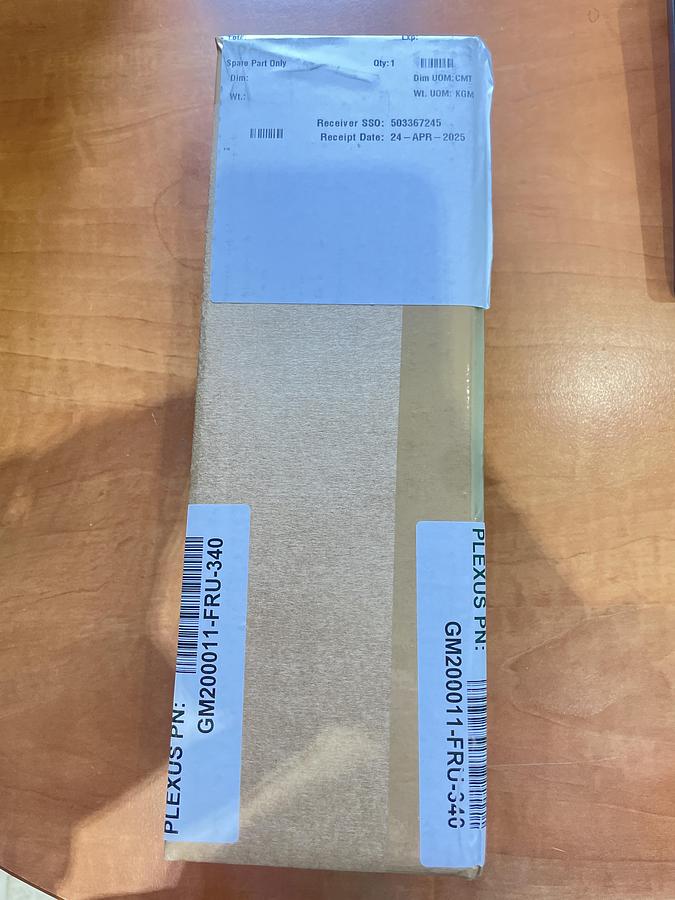 Spare Part Only Qty: 1
Dim: Dim UOM: CMT
Wt.: Wt. UOM: KGM
Receiver SSO: 503367245
Receipt Date: 24-APR-2025
PLEXUS PN:
GM200011-FRU-340
PLEXUS PN:
GM200011-FRU-340